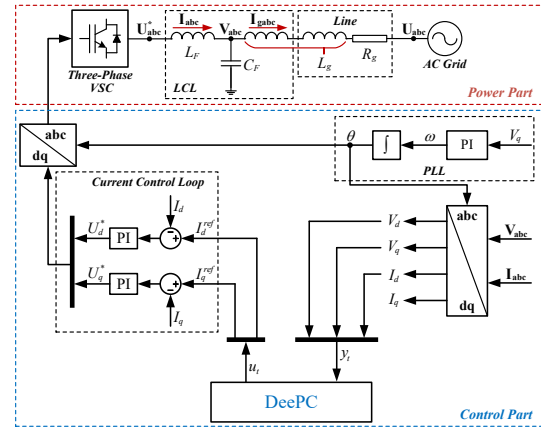 Line
U*abc
Iabc
Vabc
Igabc
Uabc
LF
CF
Lg
Rg
AC Grid
Three-Phase
VSC
LCL
Power Part
abc
dq
θ
∫
ω
PI
Vq
PLL
Current Control Loop
Id
U*d
PI
Idref
U*q
PI
Iqref
Iq
Vd
Vq
Id
Iq
abc
dq
Vabc
Iabc
ut
yt
DeePC
Control Part